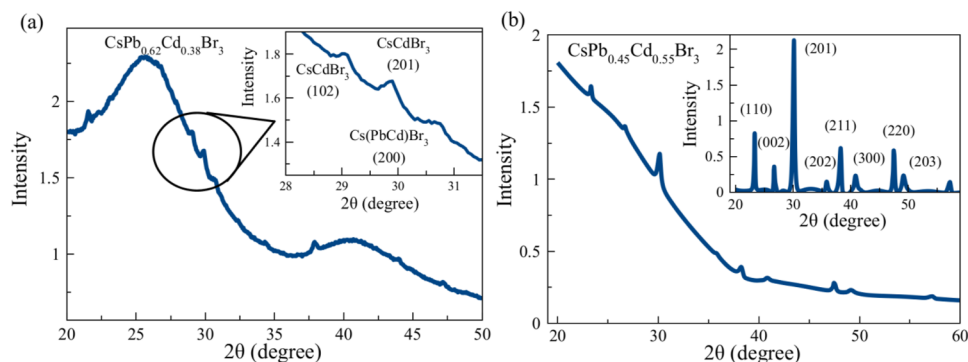 (a)
CsPb₀.₆₂Cd₀.₃₈Br₃
Intensity
2
1.5
1
20 25 30 35 40 45 50
2θ (degree)
Intensity
1.8
1.6
1.4
CsCdBr₃
(201)
CsCdBr₃
(102)
Cs(PbCd)Br₃
(200)
28 29 30 31
2θ (degree)
(b)
CsPb₀.₄₅Cd₀.₅₅Br₃
Intensity
2
1.5
1
0.5
0
20 30 40 50 60
2θ (degree)
Intensity
2
1.5
1
0.5
0
(201)
(110)
(002)
(211)
(220)
(202)
(300)
(203)
20 30 40 50
2θ (degree)